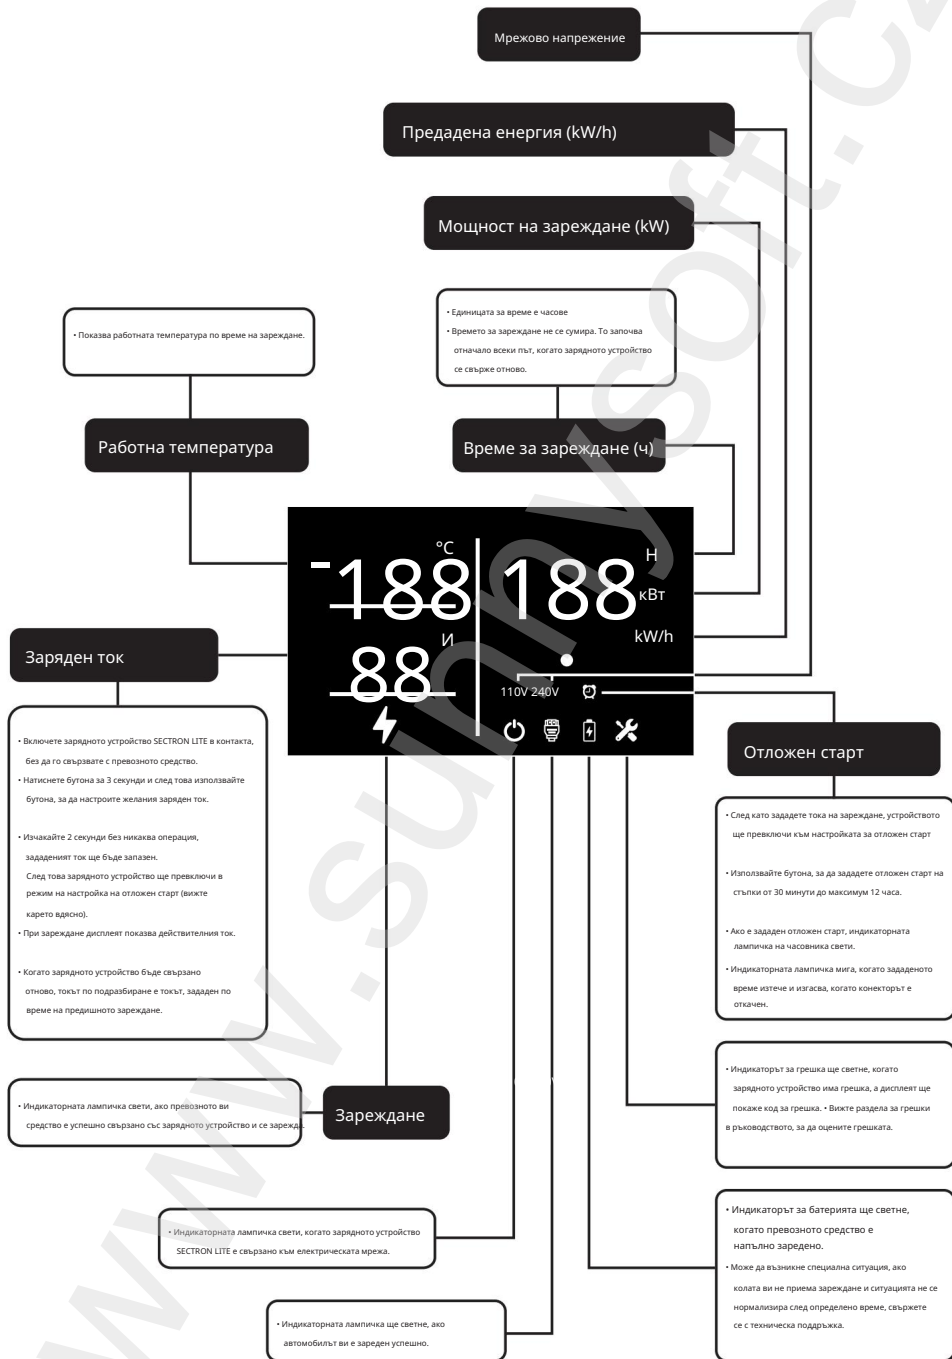 Мрежово напрежение
Предадена енергия (kW/h)
Мощност на зареждане (kW)
• Единицата за време е часове
• Времето за зареждане не се сумира. То започва
отначало всеки път, когато зарядното устройство
се свърже отново.
• Показва работната температура по време на зареждане.
Работна температура
Време за зареждане (ч)
°C
-188
188
Н
кВт
kW/h
И
88
110V 240V
Заряден ток
• Включете зарядното устройство SECTRON LITE в контакта,
без да го свързвате с превозното средство.
• Натиснете бутона за 3 секунди и след това използвайте
бутона, за да настроите желания заряден ток.
• Изчакайте 2 секунди без никаква операция,
зададеният ток ще бъде запазен.
След това зарядното устройство ще превключи в
режим на настройка на отложен старт (вижте
карето вдясно).
• При зареждане дисплеят показва действителния ток.
• Когато зарядното устройство бъде свързано
отново, токът по подразбиране е токът, зададен по
време на предишното зареждане.
Отложен старт
• След като зададете тока на зареждане, устройството
ще превключи към настройката за отложен старт
• Използвайте бутона, за да зададете отложен старт на
стъпки от 30 минути до максимум 12 часа.
• Ако е зададен отложен старт, индикаторната
лампичка на часовника свети.
• Индикаторната лампичка мига, когато зададеното
време изтече и изгасва, когато конекторът е
откачен.
• Индикаторът за грешка ще светне, когато
зарядното устройство има грешка, а дисплеят ще
покаже код за грешка. • Вижте раздела за грешки
в ръководството, за да оцените грешката.
• Индикаторната лампичка свети, ако превозното ви
средство е успешно свързано със зарядното устройство и се зарежда.
Зареждане
• Индикаторната лампичка свети, когато зарядното устройство
SECTRON LITE е свързано към електрическата мрежа.
• Индикаторът за батерията ще светне,
когато превозното средство е
напълно заредено.
• Може да възникне специална ситуация, ако
колата ви не приема зареждане и ситуацията не се
нормализира след определено време, свържете
се с техническа поддръжка.
• Индикаторната лампичка ще светне, ако
автомобилът ви е зареден успешно.
www.sunnysoft.cz